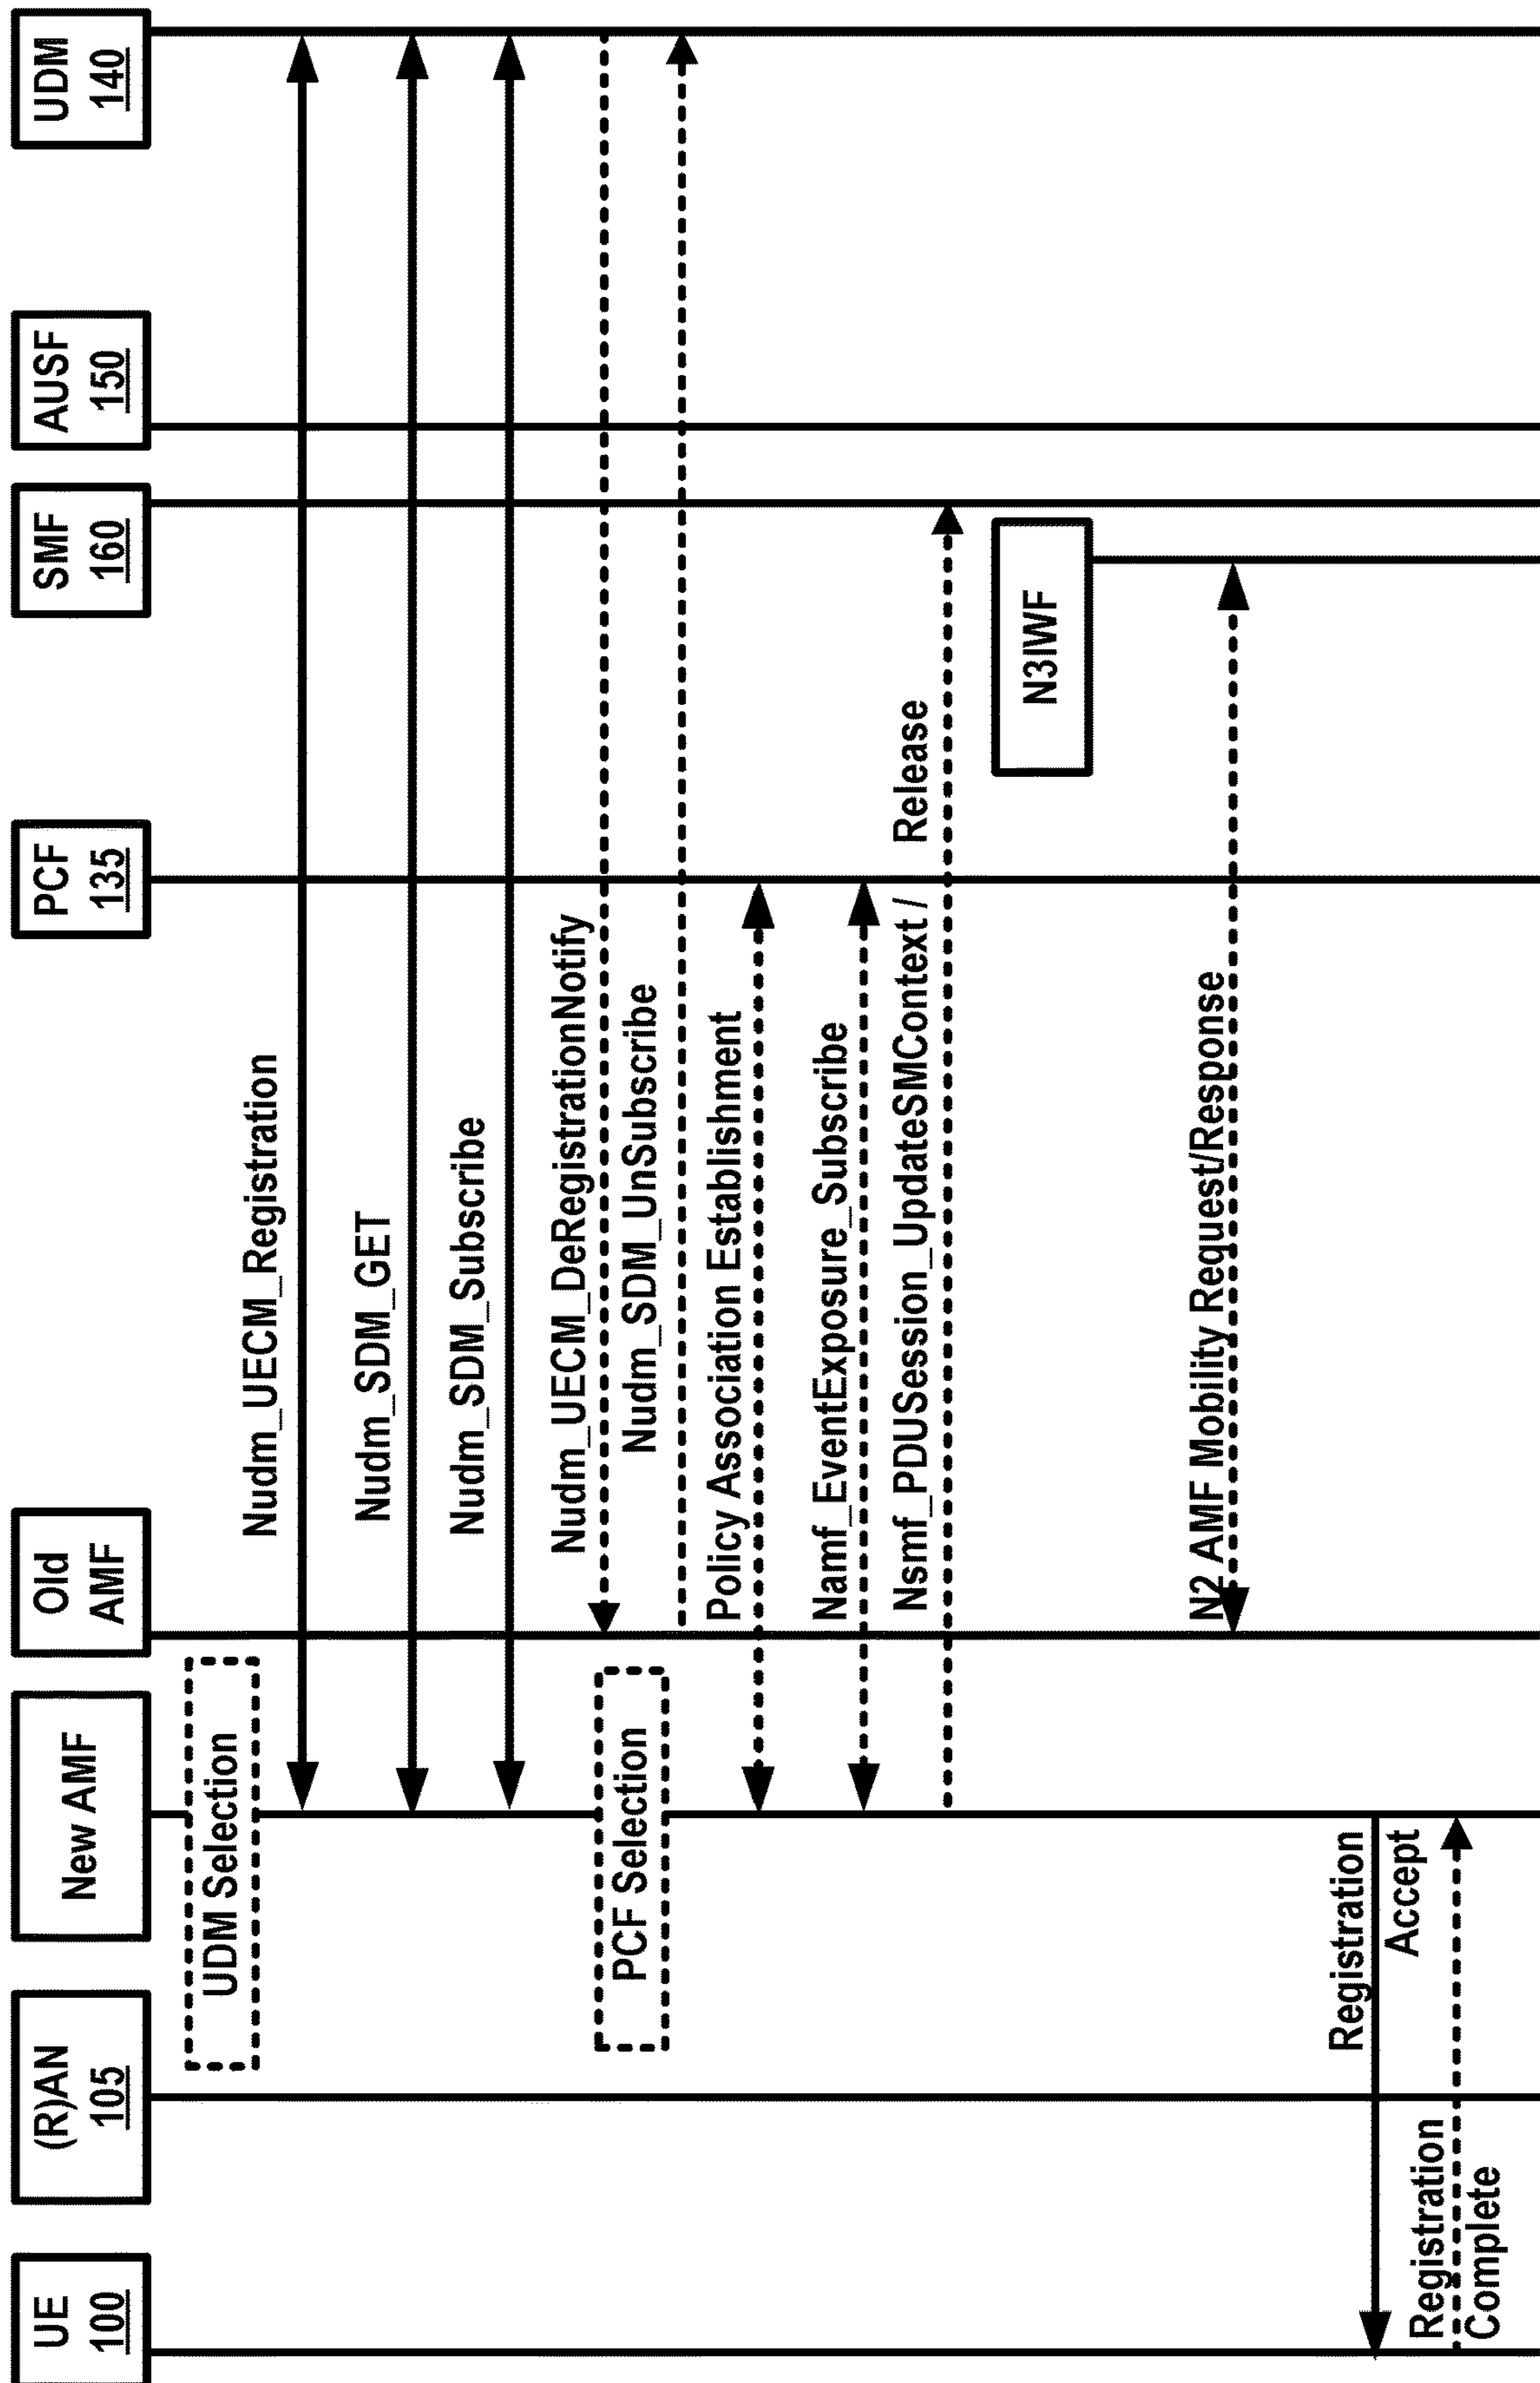 UE
100
(R)AN
105
New AMF
Old
AMF
PCF
135
SMF
160
AUSF
150
UDM
140
UDM Selection
Nudm_UECM_Registration
Nudm_SDM_GET
Nudm_SDM_Subscribe
Nudm_UECM_DeRegistrationNotify
PCF Selection
Nudm_SDM_UnSubscribe
Policy Association Establishment
Namf_EventExposure_Subscribe
Nsmf_PDUSession_UpdateSMContext / Release
N3IWF
N2 AMF Mobility Request/Response
Registration
Accept
Registration
Complete